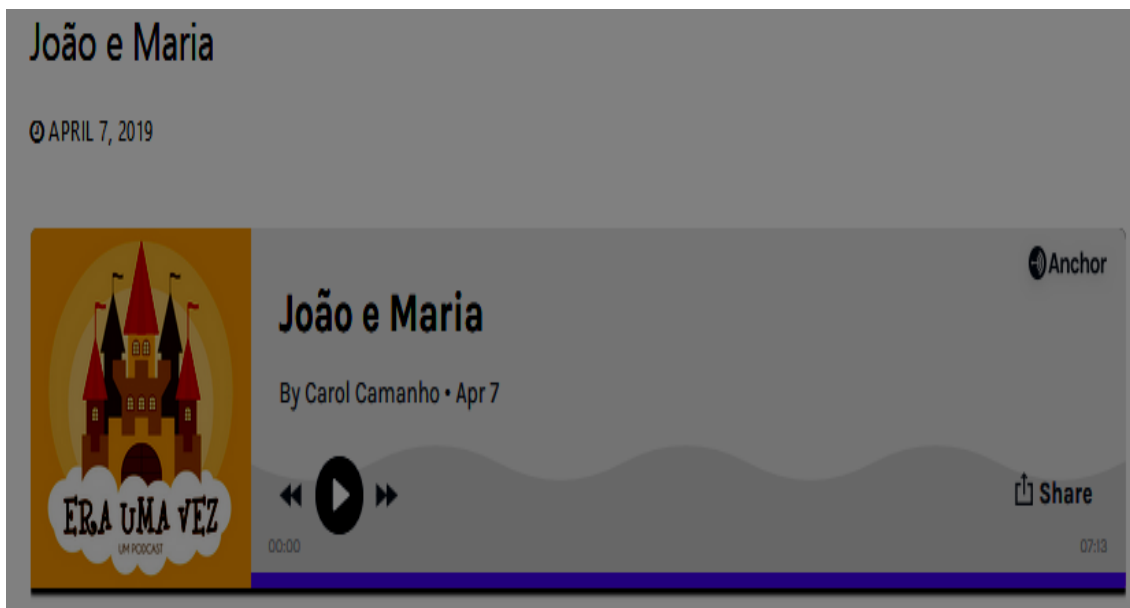 João e Maria
APRIL 7, 2019
Anchor
João e Maria
By Carol Camanho • Apr 7
ERA UMA VEZ
UM PODCAST
Share
00:00
07:13